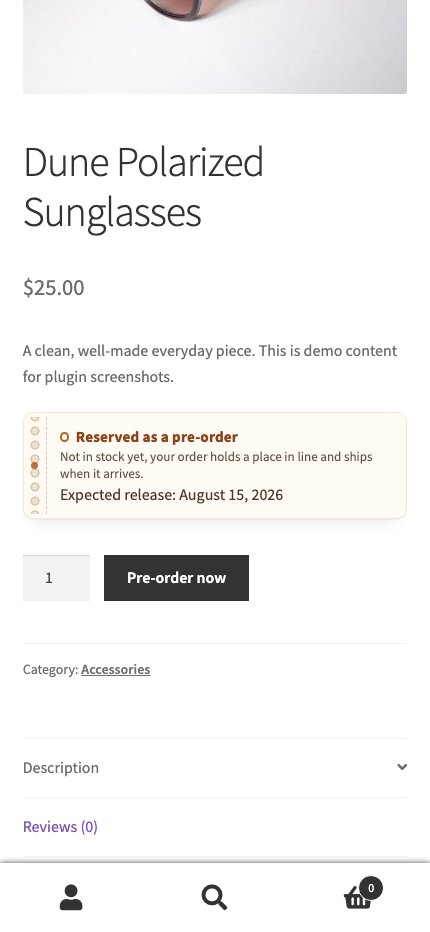 Dune Polarized
Sunglasses
$25.00
A clean, well-made everyday piece. This is demo content
for plugin screenshots.
Reserved as a pre-order
Not in stock yet, your order holds a place in line and ships
when it arrives.
Expected release: August 15, 2026
1
Pre-order now
Category: Accessories
Description
Reviews (0)
0